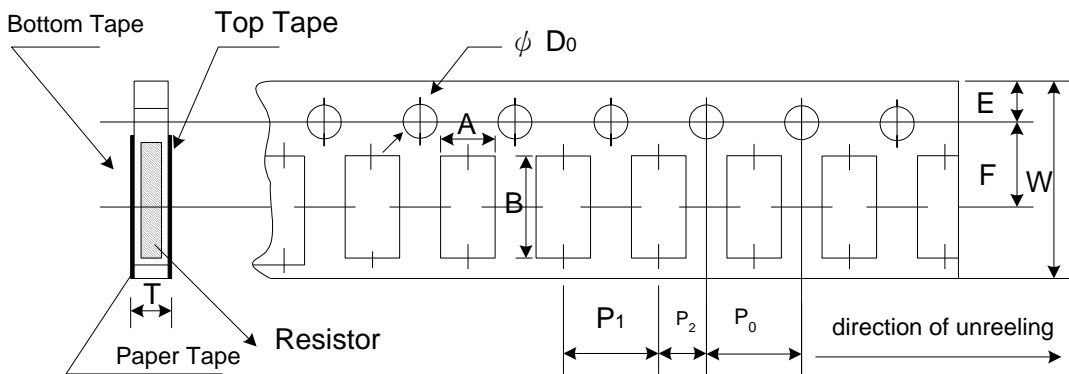 Bottom Tape
Top Tape
ψ D0
A
B
E
F
W
T
P1
P2
P0
Resistor
Paper Tape
direction of unreeling